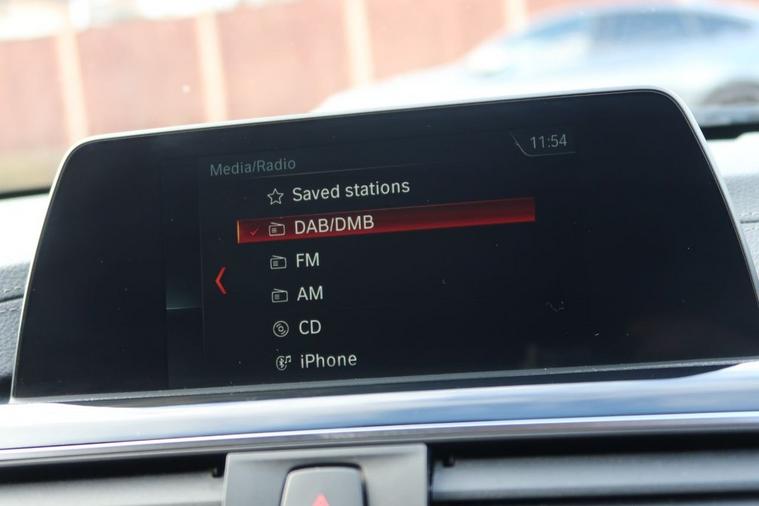 11:54
Media/Radio
Saved stations
DAB/DMB
FM
AM
CD
iPhone